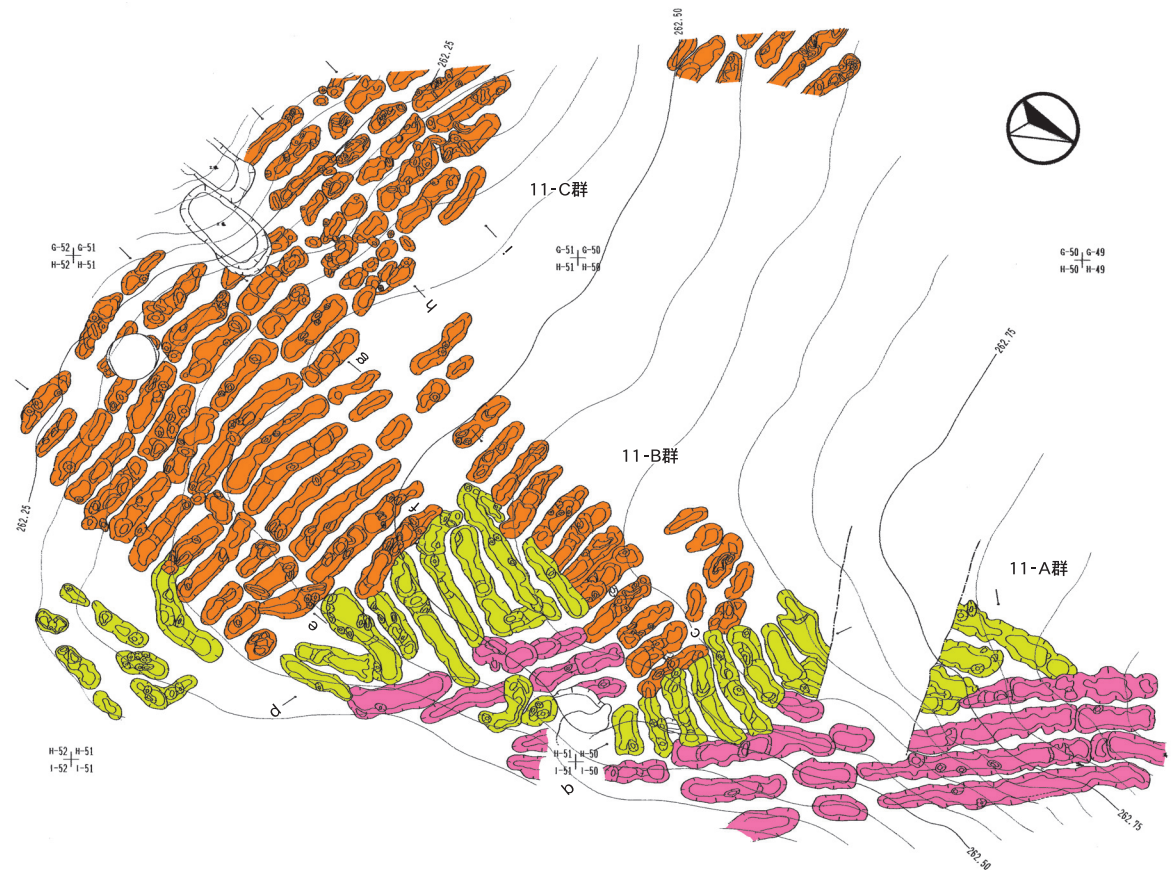 262.50
262.25
11-C群
G-52 G-51
H-52 H-51
i
G-51 G-50
H-51 H-50
G-50 G-49
H-50 H-49
h
262.75
g
11-B群
262.25
f
11-A群
c
e
d
H-52 H-51
I-52 I-51
H-51 H-50
I-51 I-50
b
262.75
262.50